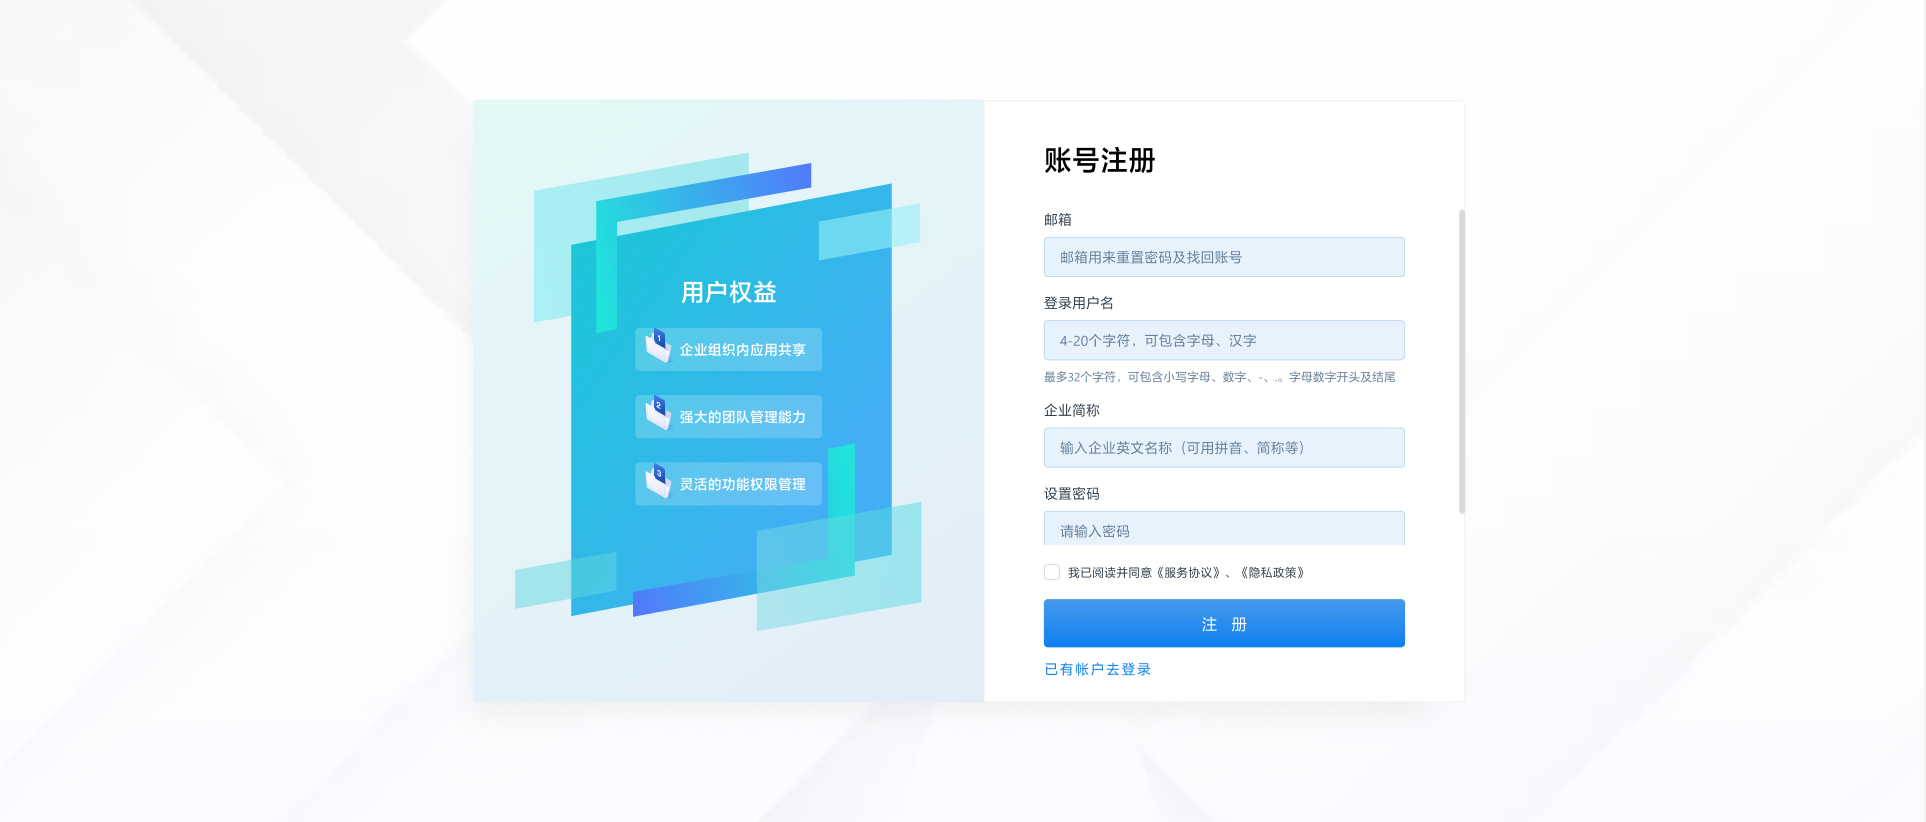 用户权益
1
企业组织内应用共享
2
强大的团队管理能力
3
灵活的功能权限管理
账号注册
邮箱
邮箱用来重置密码及找回账号
登录用户名
4-20个字符，可包含字母、汉字
最多32个字符，可包含小写字母、数字、-、.。字母数字开头及结尾
企业简称
输入企业英文名称（可用拼音、简称等）
设置密码
请输入密码
我已阅读并同意《服务协议》、《隐私政策》
注 册
已有帐户去登录